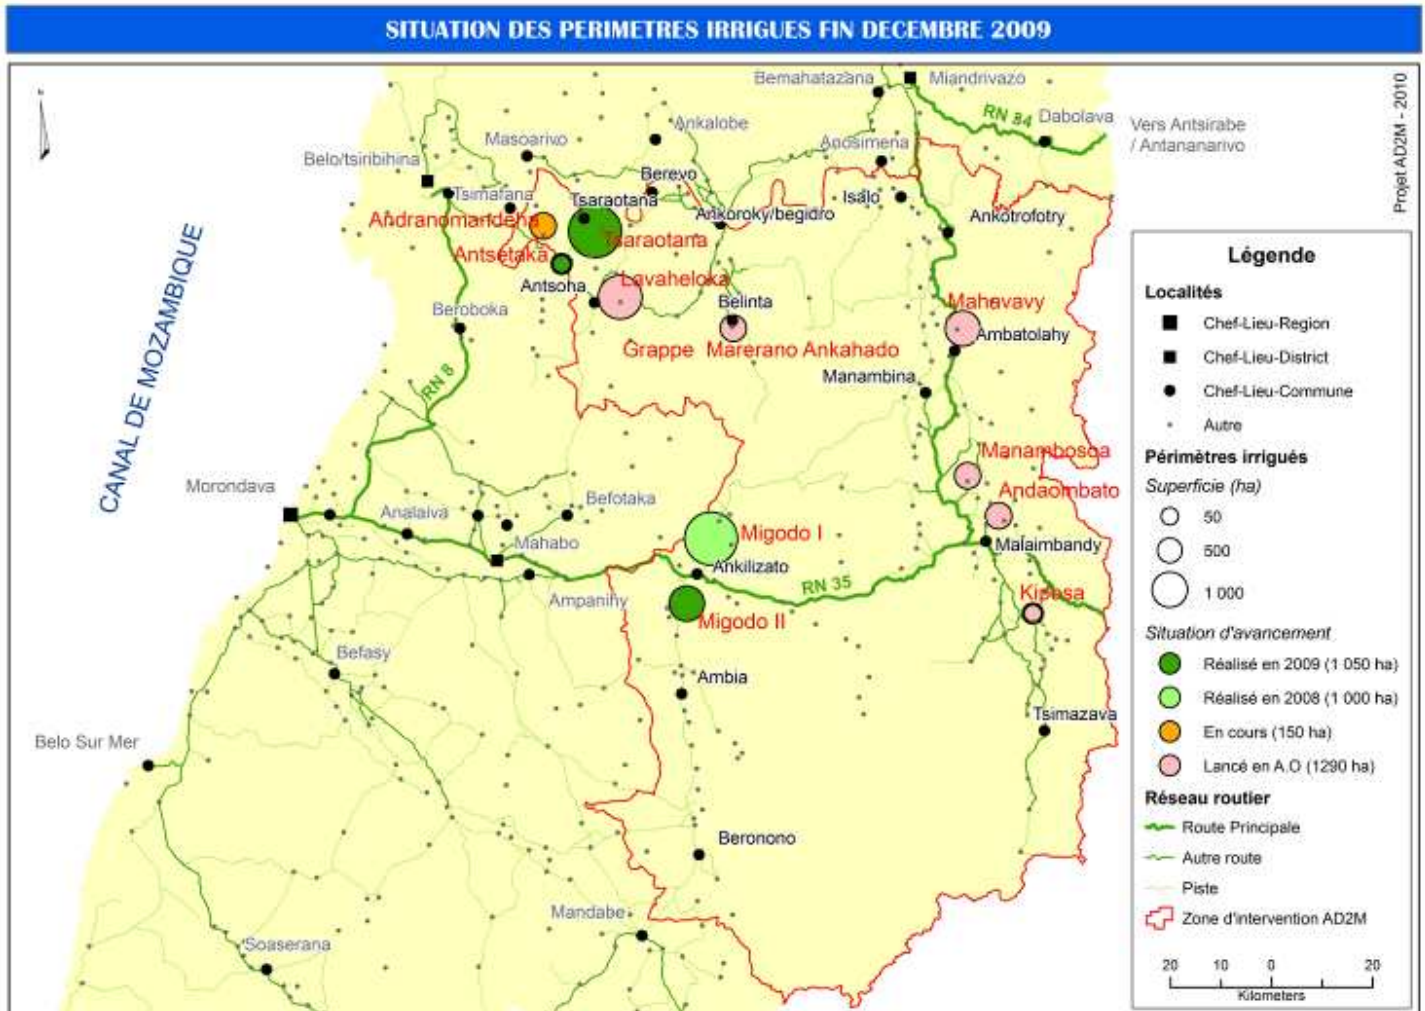 SITUATION DES PERIMETRES IRRIGUES FIN DECEMBRE 2009
Projet AD2M - 2010
Bemahatazana
Miandrivazo
RN 34
Dabolava
Vers Antsirabe
/ Antananarivo
Masoarivo
Ankalobe
Anosimena
Belo/tsiribihina
Berevo
Tsimafana
Tsaraotana
Isalo
Andranomandeha
Ankoroky/begidro
Ankotrofotry
Tsaraotana
Antsetaka
Lavaheloka
Antsoha
Belinta
Mahavavy
Beroboka
Ambatolahy
Grappe Marerano Ankahado
Manambina
RN 8
CANAL DE MOZAMBIQUE
Manambosoa
Morondava
Andaombato
Befotaka
Analaiva
Migodo I
Mahabo
Malaimbandy
Ankilizato
RN 35
Ampanihy
Kipesa
Migodo II
Befasy
Ambia
Tsimazava
Belo Sur Mer
Beronono
Mandabe
Soaserana
Légende
Localités
Chef-Lieu-Region
Chef-Lieu-District
Chef-Lieu-Commune
Autre
Périmètres irrigués
Superficie (ha)
50
500
1 000
Situation d'avancement
Réalisé en 2009 (1 050 ha)
Réalisé en 2008 (1 000 ha)
En cours (150 ha)
Lancé en A.O (1290 ha)
Réseau routier
Route Principale
Autre route
Piste
Zone d'intervention AD2M
20 10 0 20
Kilometers